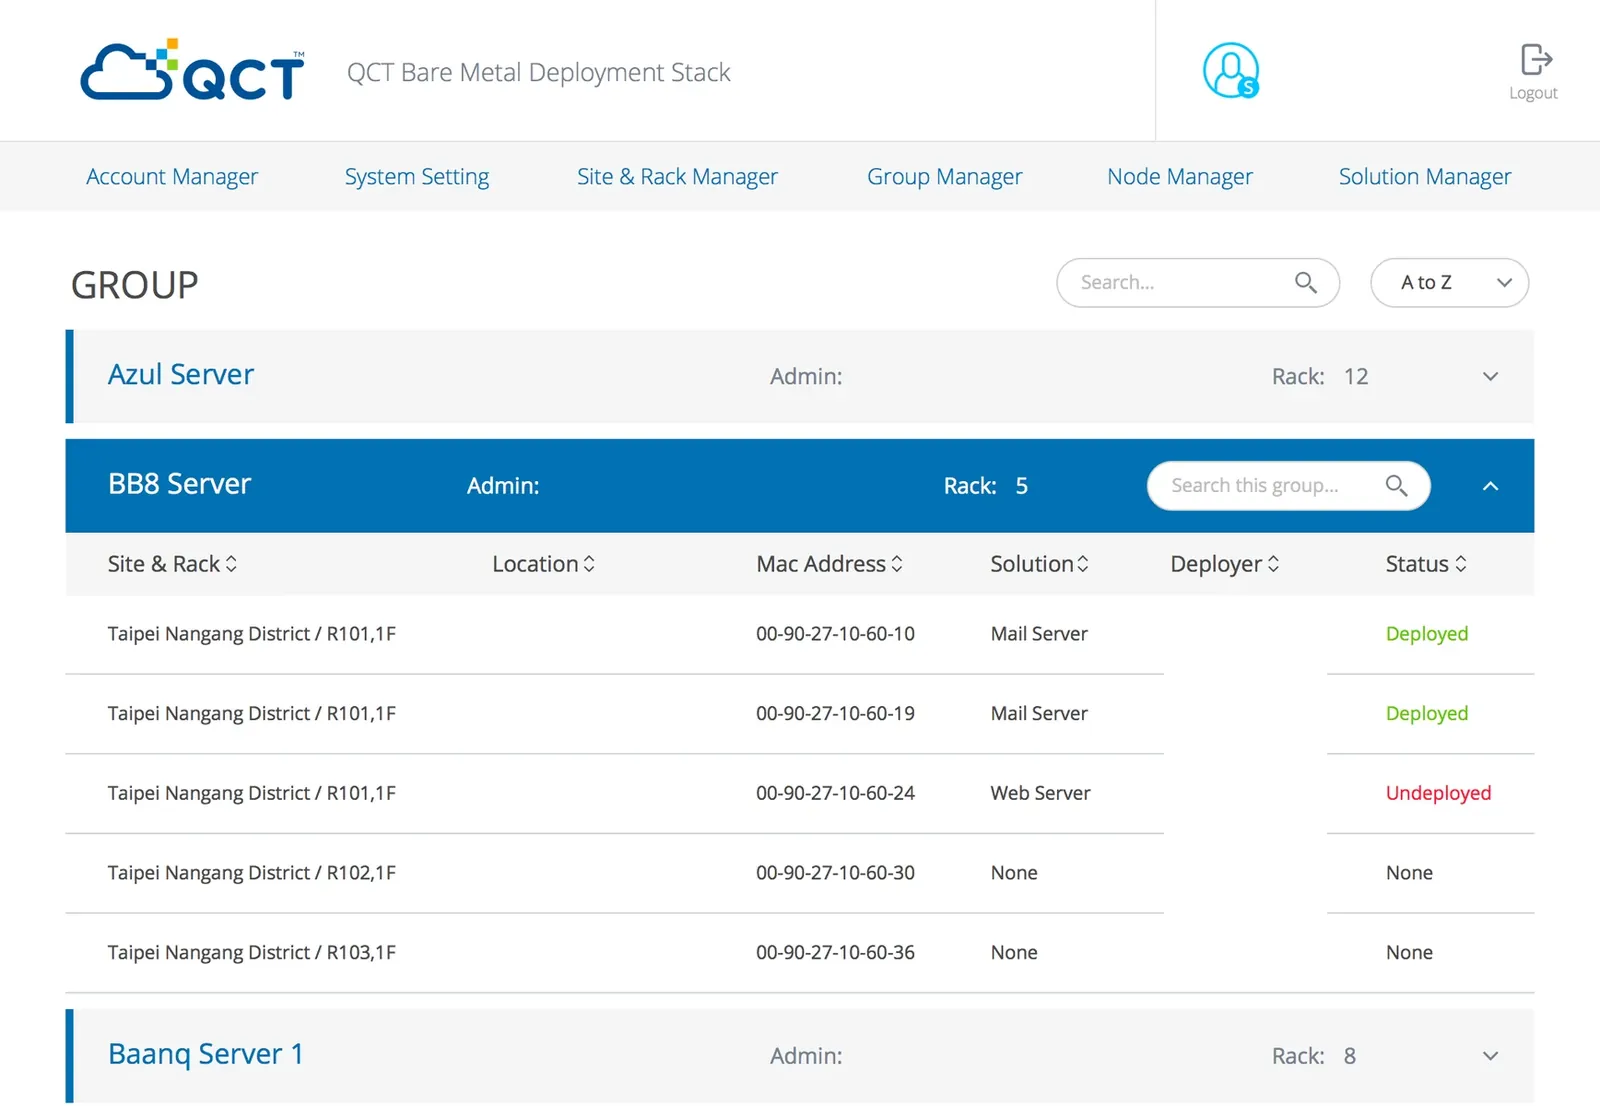 QCT™ QCT Bare Metal Deployment Stack
S
Logout
Account Manager System Setting Site & Rack Manager Group Manager Node Manager Solution Manager
GROUP Search... A to Z
Azul Server Admin: Rack: 12
BB8 Server Admin: Rack: 5 Search this group...
Site & Rack Location Mac Address Solution Deployer Status
Taipei Nangang District / R101,1F 00-90-27-10-60-10 Mail Server Deployed
Taipei Nangang District / R101,1F 00-90-27-10-60-19 Mail Server Deployed
Taipei Nangang District / R101,1F 00-90-27-10-60-24 Web Server Undeployed
Taipei Nangang District / R102,1F 00-90-27-10-60-30 None None
Taipei Nangang District / R103,1F 00-90-27-10-60-36 None None
Baanq Server 1 Admin: Rack: 8